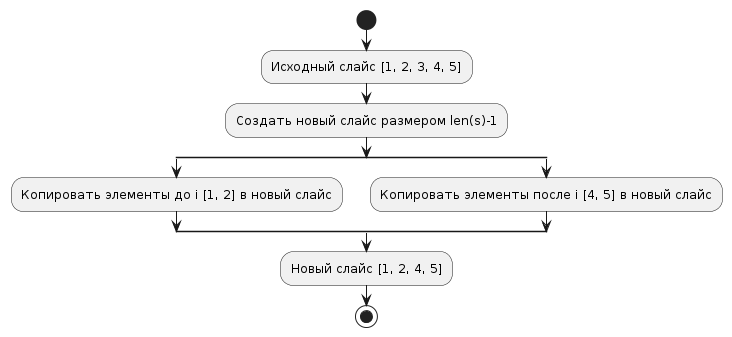 Исходный слайс [1, 2, 3, 4, 5]
Создать новый слайс размером len(s)-1
Копировать элементы до i [1, 2] в новый слайс
Копировать элементы после i [4, 5] в новый слайс
Новый слайс [1, 2, 4, 5]